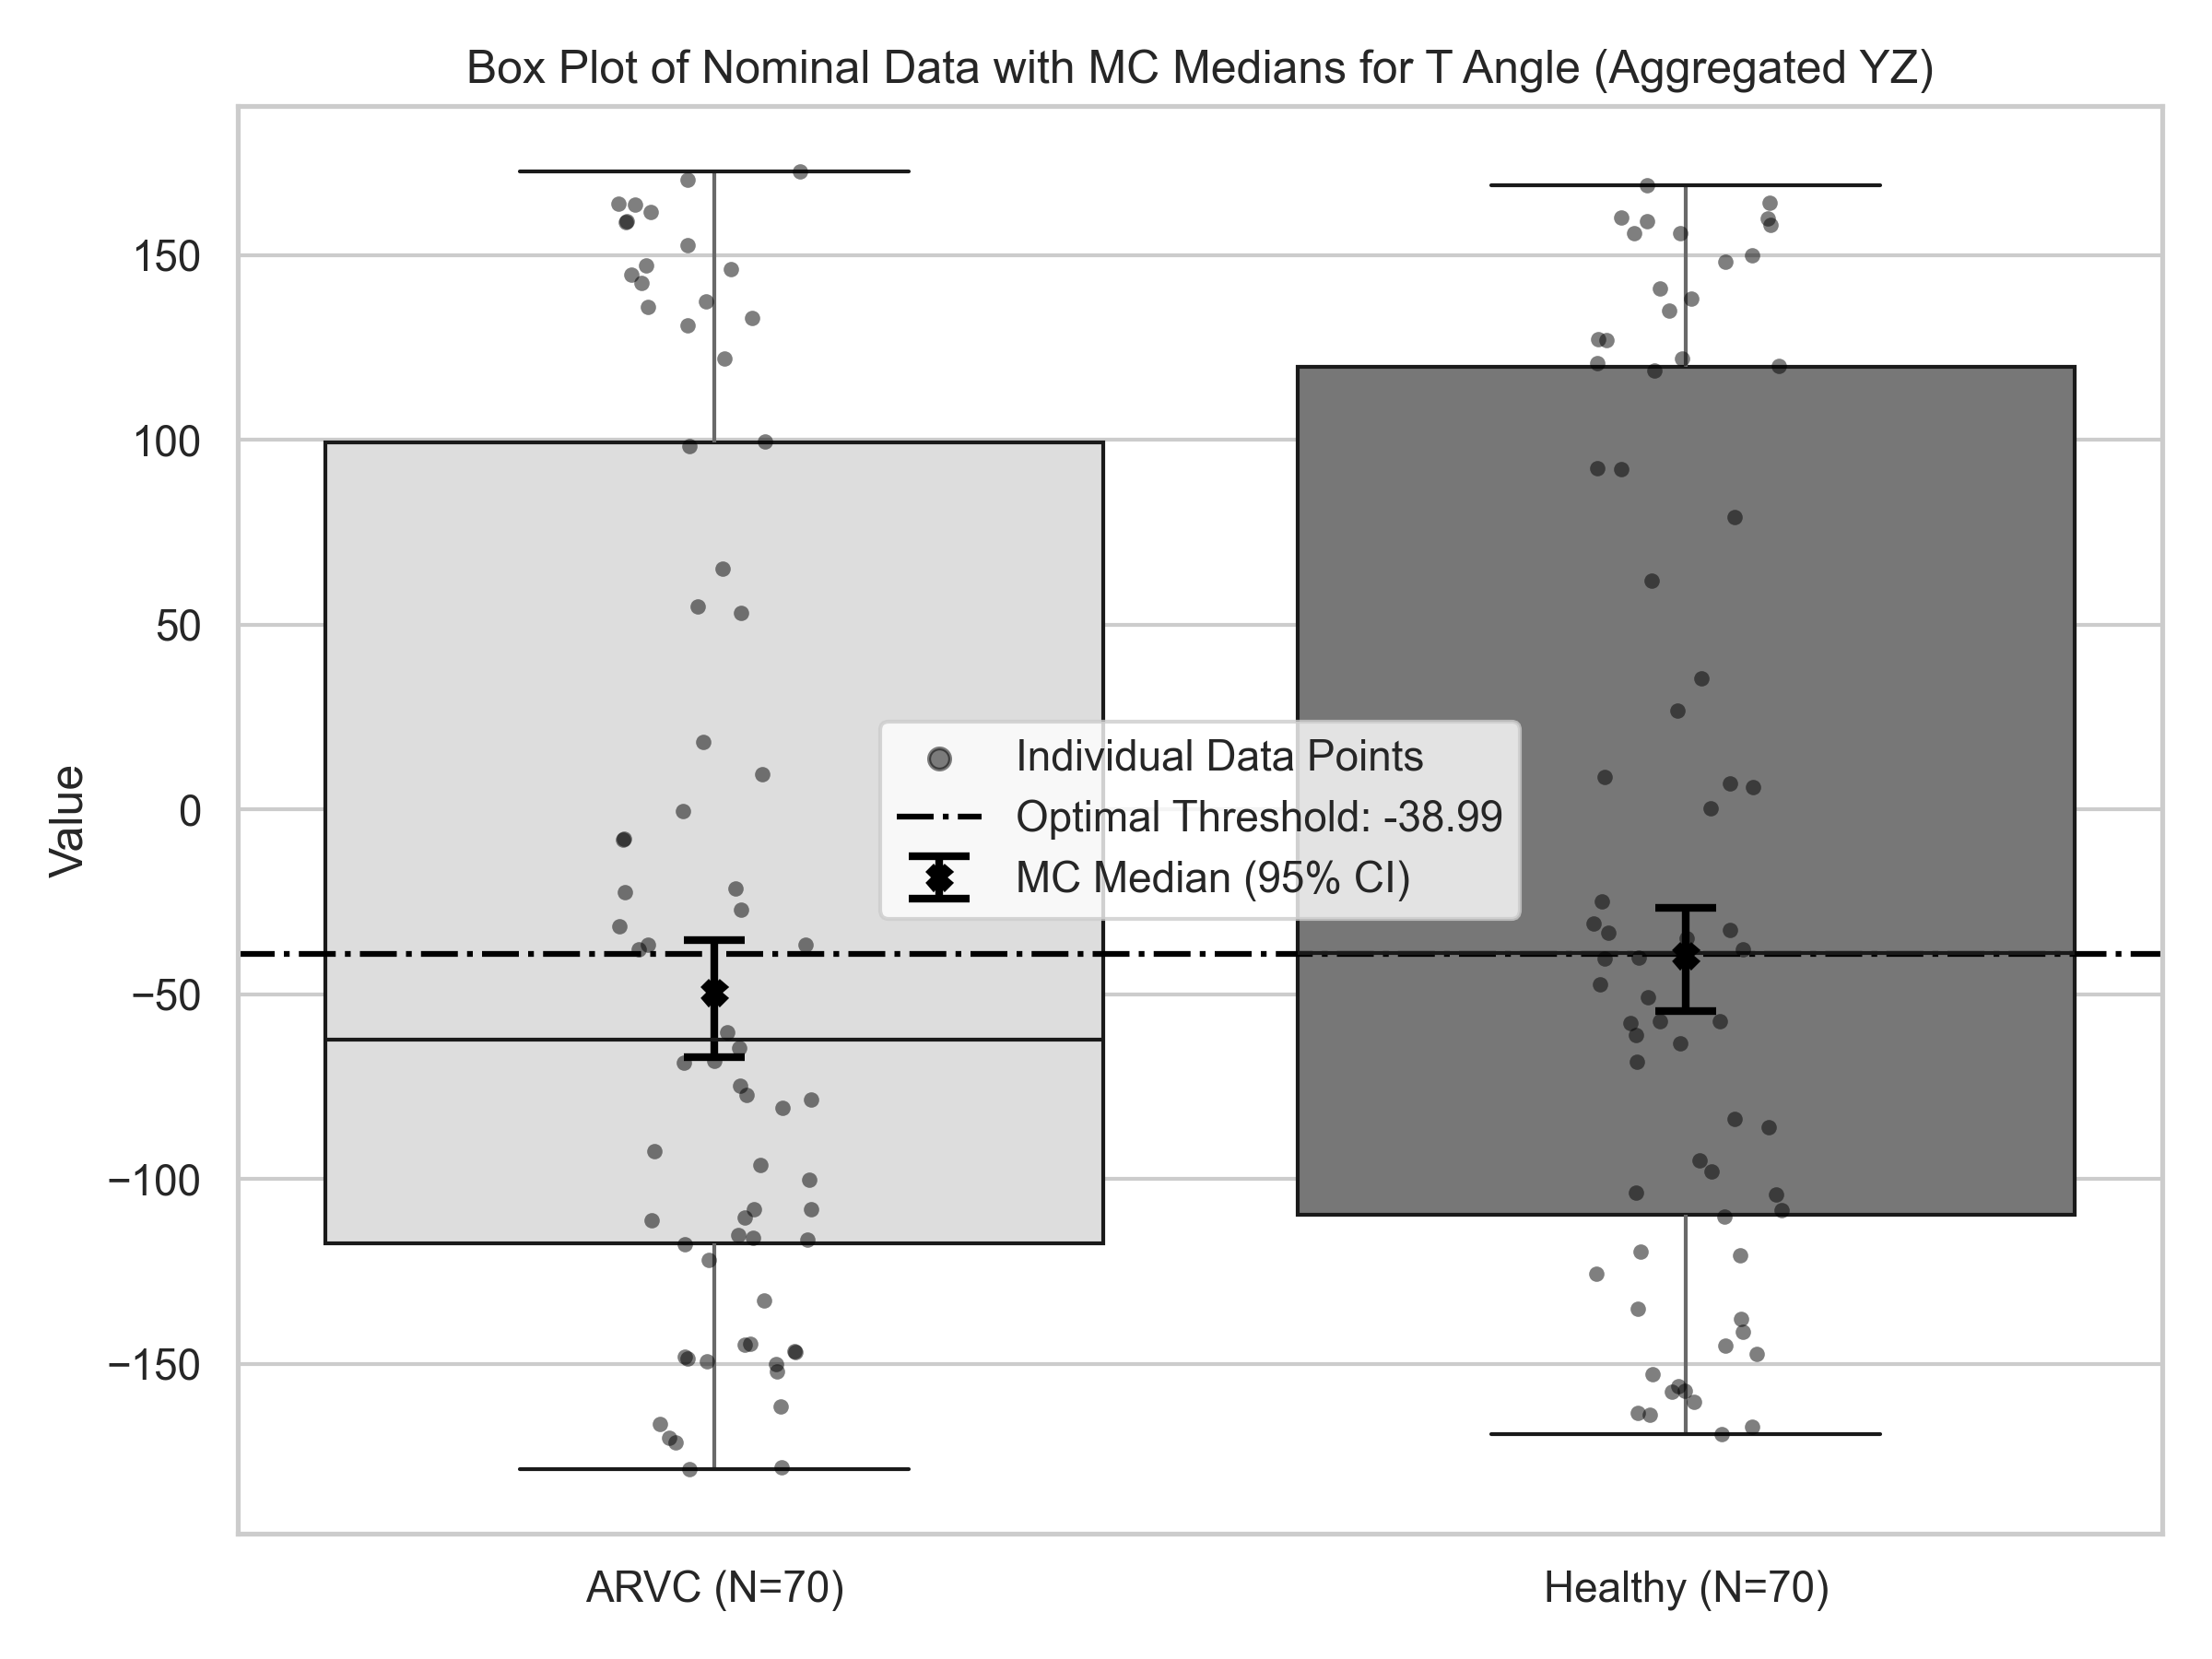 Box Plot of Nominal Data with MC Medians for T Angle (Aggregated YZ)
Value
150
100
50
0
−50
−100
−150
Individual Data Points
Optimal Threshold: -38.99
MC Median (95% CI)
ARVC (N=70)
Healthy (N=70)